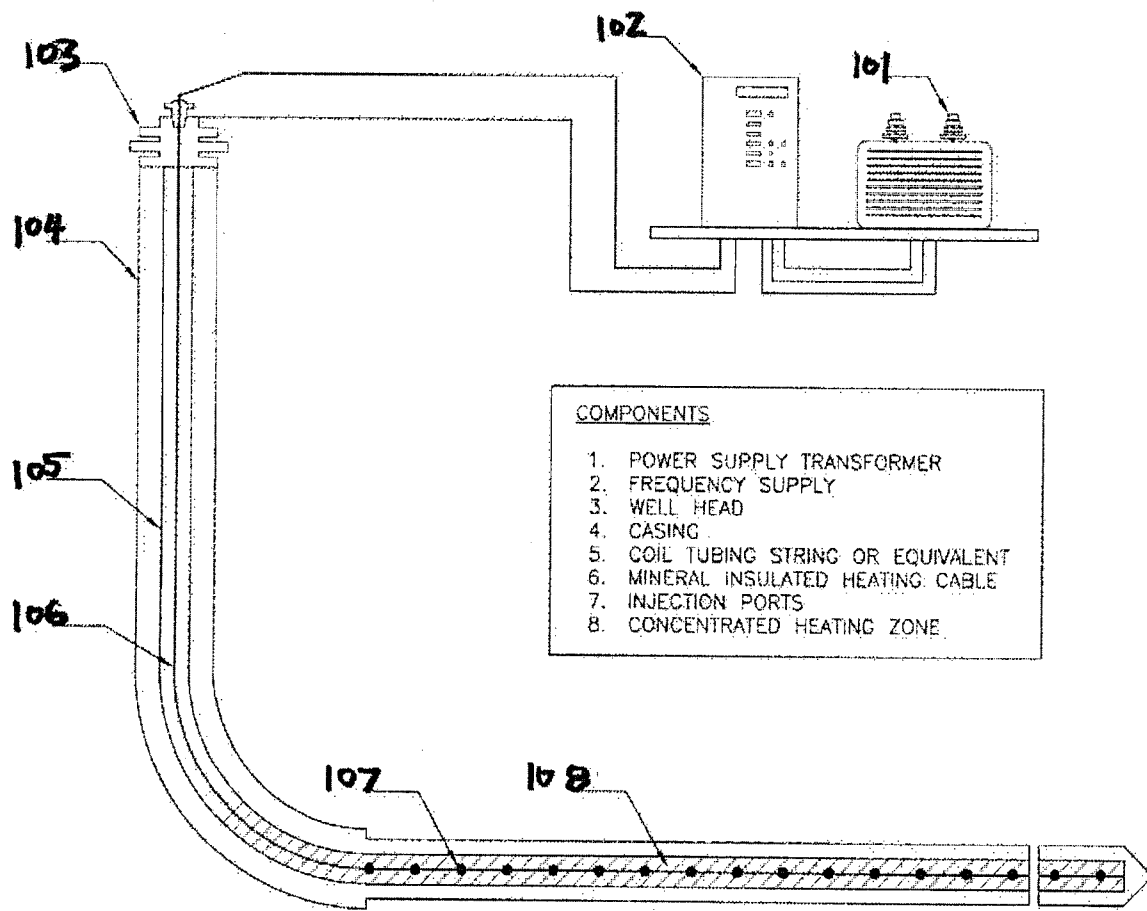 102
103
101
104
COMPONENTS
1. POWER SUPPLY TRANSFORMER
2. FREQUENCY SUPPLY
3. WELL HEAD
4. CASING
5. COIL TUBING STRING OR EQUIVALENT
6. MINERAL INSULATED HEATING CABLE
7. INJECTION PORTS
8. CONCENTRATED HEATING ZONE
105
106
107
108